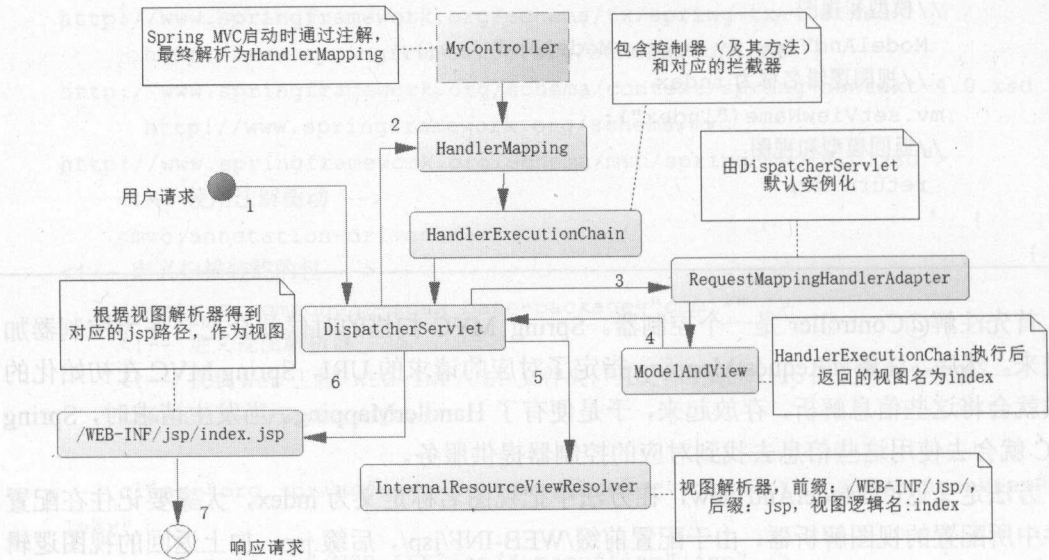 Spring MVC启动时通过注解，
最终解析为HandlerMapping
MyController
包含控制器（及其方法）
和对应的拦截器
2
HandlerMapping
由DispatcherServlet
默认实例化
用户请求
1
HandlerExecutionChain
3
RequestMappingHandlerAdapter
根据视图解析器得到
对应的jsp路径，作为视图
DispatcherServlet
4
ModelAndView
HandlerExecutionChain执行后
返回的视图名为index
6
5
/WEB-INF/jsp/index.jsp
InternalResourceViewResolver
视图解析器，前缀：/WEB-INF/jsp/，
后缀：jsp，视图逻辑名:index
7
响应请求